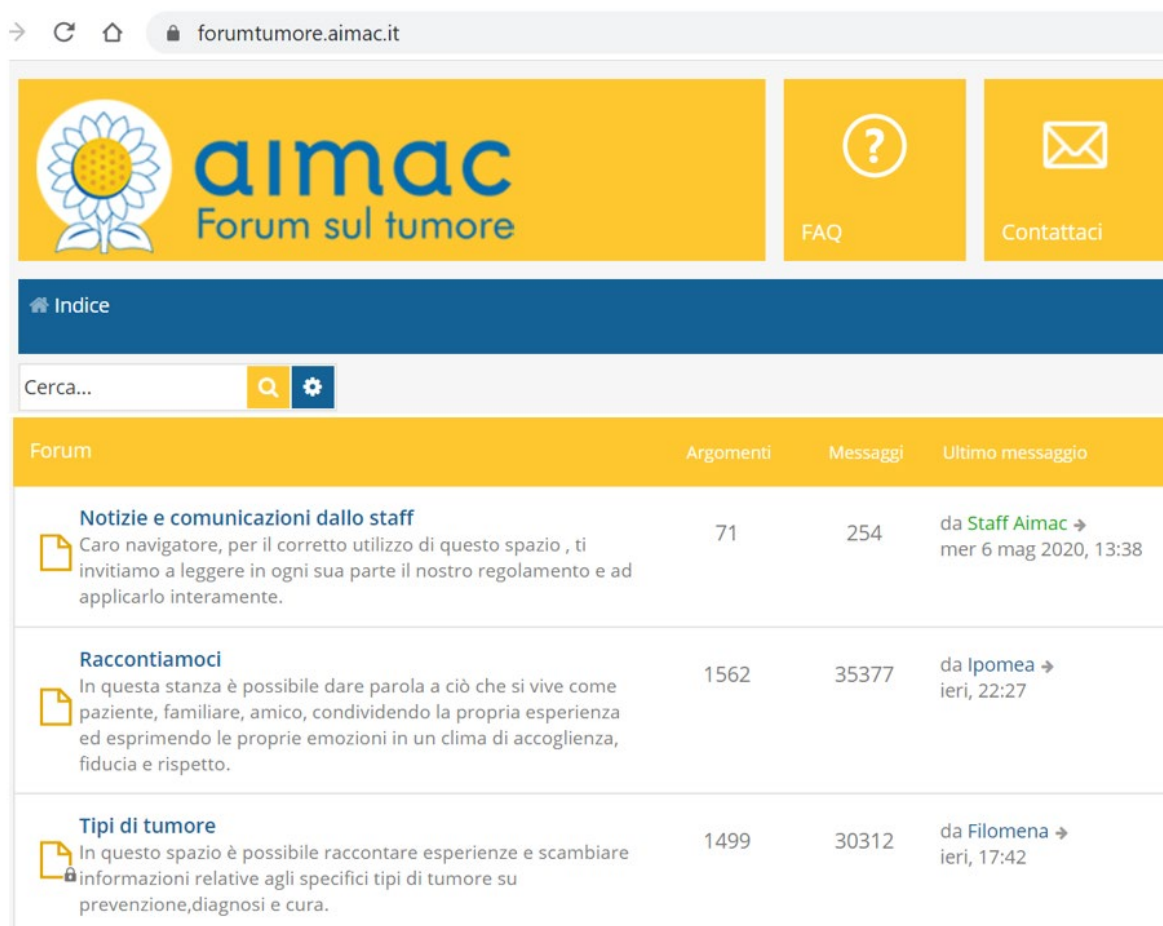 forumtumore.aimac.it
aimac
Forum sul tumore
FAQ
Contattaci
Indice
Cerca...
Forum Argomenti Messaggi Ultimo messaggio
Notizie e comunicazioni dallo staff
Caro navigatore, per il corretto utilizzo di questo spazio , ti
invitiamo a leggere in ogni sua parte il nostro regolamento e ad
applicarlo interamente.
71
254
da Staff Aimac
mer 6 mag 2020, 13:38
Raccontiamoci
In questa stanza è possibile dare parola a ciò che si vive come
paziente, familiare, amico, condividendo la propria esperienza
ed esprimendo le proprie emozioni in un clima di accoglienza,
fiducia e rispetto.
1562
35377
da Ipomea
ieri, 22:27
Tipi di tumore
In questo spazio è possibile raccontare esperienze e scambiare
informazioni relative agli specifici tipi di tumore su
prevenzione,diagnosi e cura.
1499
30312
da Filomena
ieri, 17:42